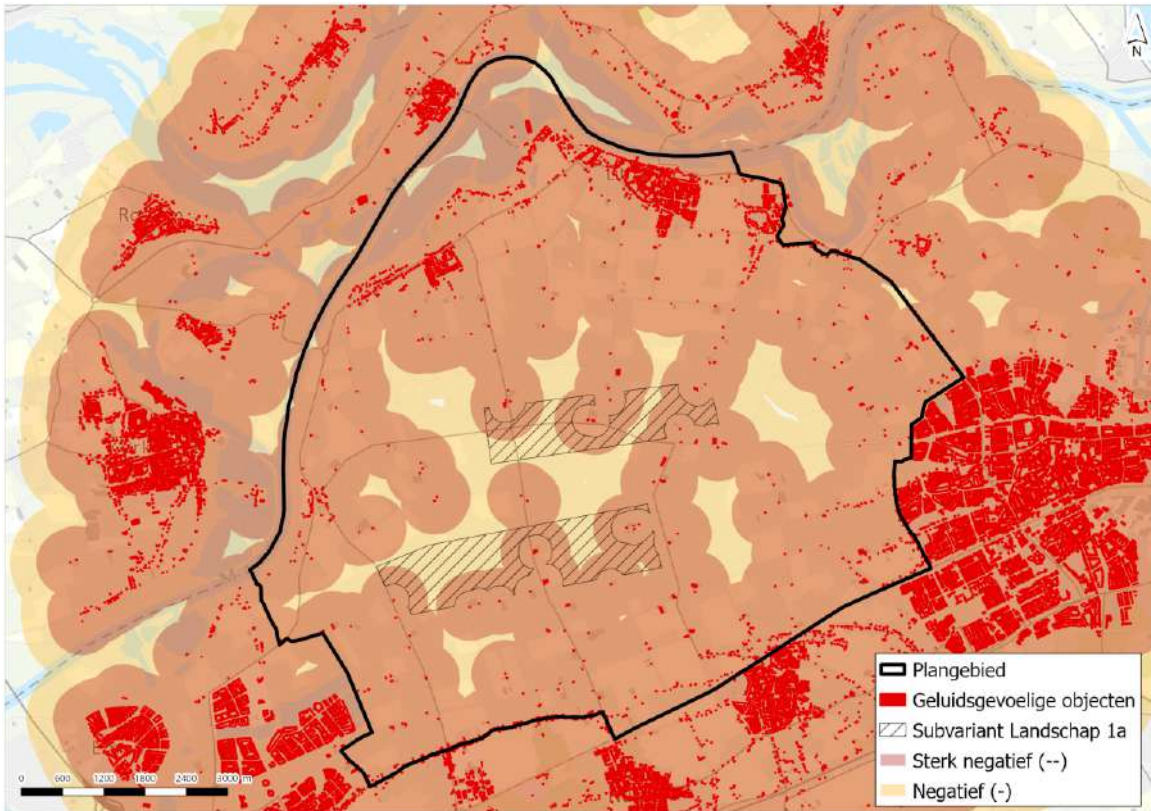 N
Plangebied
Geluidsgevoelige objecten
Subvariant Landschap 1a
Sterk negatief (--)
Negatief (-)
0 600 1200 1800 2400 3000 m